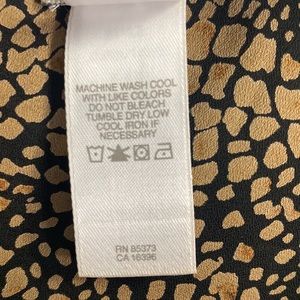 MACHINE WASH COOL
WITH LIKE COLORS
DO NOT BLEACH
TUMBLE DRY LOW
COOL IRON IF
NECESSARY
RN 85373
CA 16396